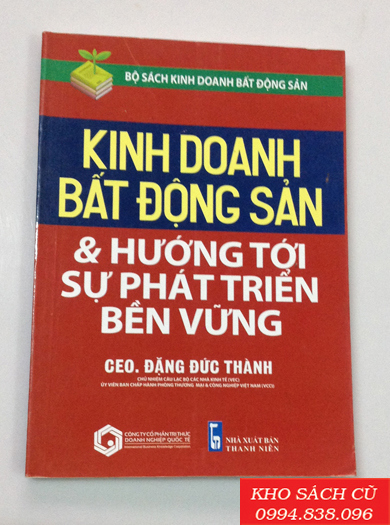 BỘ SÁCH KINH DOANH BẤT ĐỘNG SẢN
KINH DOANH
BẤT ĐỘNG SẢN
& HƯỚNG TỚI
SỰ PHÁT TRIỂN
BỀN VỮNG
CEO. ĐẶNG ĐỨC THÀNH
CHỦ NHIỆM CÂU LẠC BỘ CÁC NHÀ KINH TẾ (VEC)
ỦY VIÊN BAN CHẤP HÀNH PHÒNG THƯƠNG MẠI & CÔNG NGHIỆP VIỆT NAM (VCCI)
CÔNG TY CỔ PHẦN TRI THỨC
DOANH NGHIỆP QUỐC TẾ
NHÀ XUẤT BẢN
THANH NIÊN
KHO SÁCH CŨ
0994.838.096